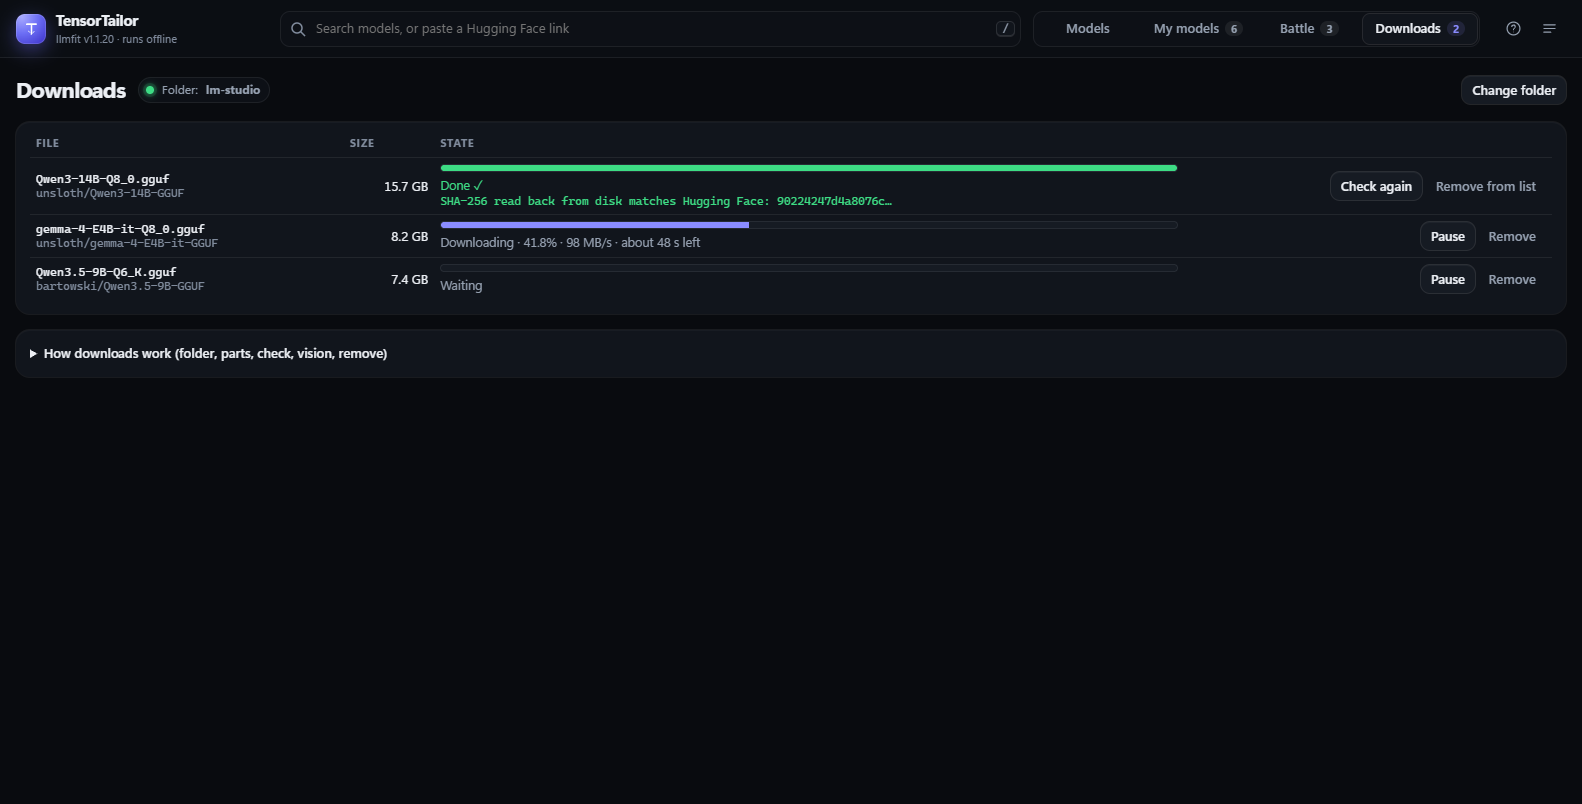 TensorTailor
llmfit v1.1.20 · runs offline
Search models, or paste a Hugging Face link
/
Models
My models 6
Battle 3
Downloads 2
Downloads
Folder: lm-studio
Change folder
FILE SIZE STATE
Qwen3-14B-Q8_0.gguf
unsloth/Qwen3-14B-GGUF
15.7 GB
Done ✓
SHA-256 read back from disk matches Hugging Face: 90224247d4a8076c…
Check again
Remove from list
gemma-4-E4B-it-Q8_0.gguf
unsloth/gemma-4-E4B-it-GGUF
8.2 GB
Downloading · 41.8% · 98 MB/s · about 48 s left
Pause
Remove
Qwen3.5-9B-Q6_K.gguf
bartowski/Qwen3.5-9B-GGUF
7.4 GB
Waiting
Pause
Remove
How downloads work (folder, parts, check, vision, remove)